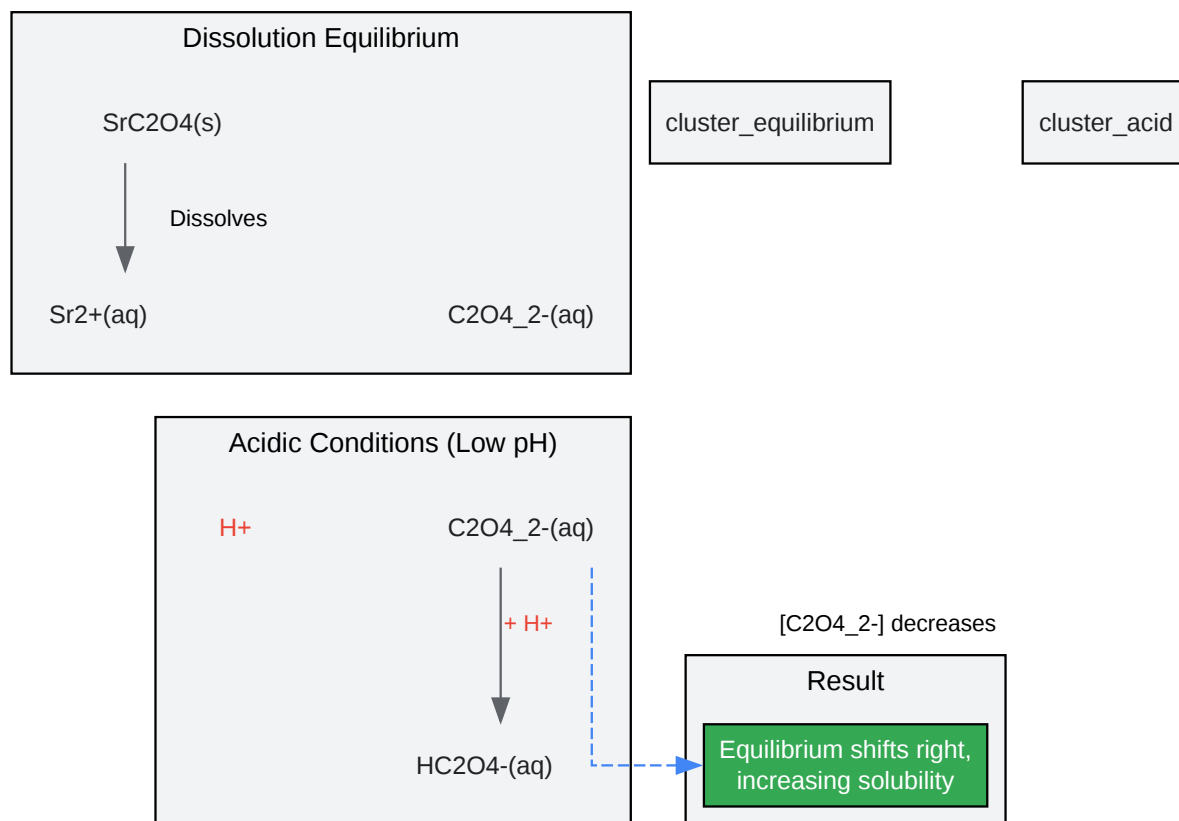 Dissolution Equilibrium
SrC2O4(s)
cluster_equilibrium
cluster_acid
Dissolves
Sr2+(aq)
C2O4_2-(aq)
Acidic Conditions (Low pH)
H+
C2O4_2-(aq)
+ H+
[C2O4_2-] decreases
Result
Equilibrium shifts right,
increasing solubility
HC2O4-(aq)